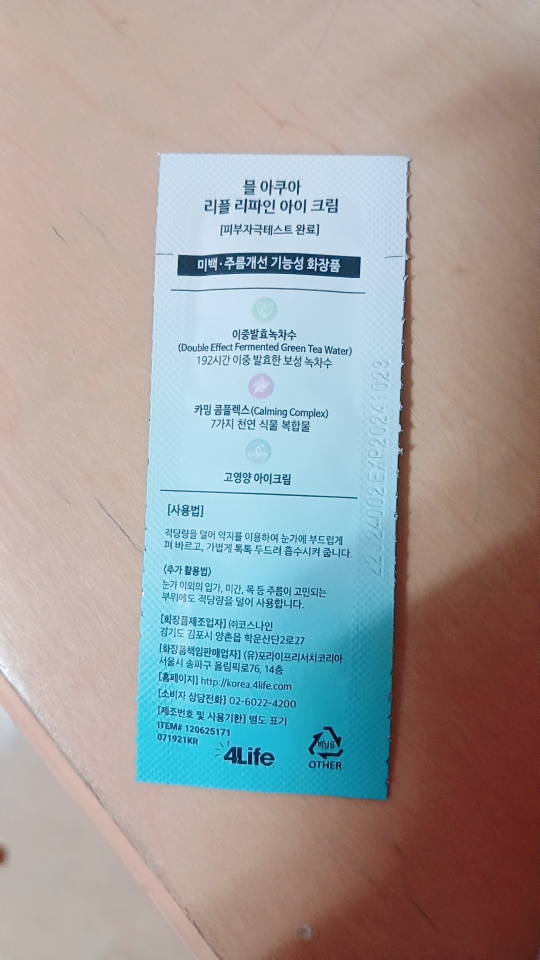 믈 아쿠아
리플 리파인 아이 크림
[피부자극테스트 완료]
미백·주름개선 기능성 화장품
이중발효녹차수
(Double Effect Fermented Green Tea Water)
192시간 이중 발효한 보성 녹차수
카밍 콤플렉스(Calming Complex)
7가지 천연 식물 복합물
고영양 아이크림
[사용법]
적당량을 덜어 약지를 이용하여 눈가에 부드럽게
펴 바르고, 가볍게 톡톡 두드려 흡수시켜 줍니다.
(추가 활용법)
눈가 이외의 입가, 미간, 목 등 주름이 고민되는
부위에도 적당량을 덜어 사용합니다.
[화장품제조업자] ㈜코스나인
경기도 김포시 양촌읍 학운산단2로27
[화장품책임판매업자] (유)포라이프리서치코리아
서울시 송파구 올림픽로76, 14층
[홈페이지] http://korea.4life.com
[소비자 상담전화] 02-6022-4200
[제조번호 및 사용기한] 별도 표기
ITEM# 120625171
071921KR
4Life
비닐류
OTHER
22J24002 EXP20241023